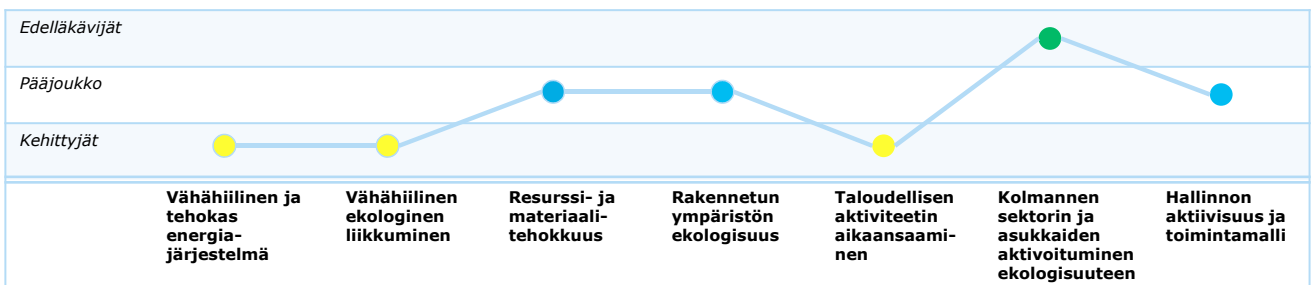 Edelläkävijät
Pääjoukko
Kehittyjät
Vähähiilinen ja
tehokas
energia-
järjestelmä
Vähähiilinen
ekologinen
liikkuminen
Resurssi- ja
materiaali-
tehokkuus
Rakennetun
ympäristön
ekologisuus
Taloudellisen
aktiviteetin
aikaansaami-
nen
Kolmannen
sektorin ja
asukkaiden
aktivoituminen
ekologisuuteen
Hallinnon
aktiivisuus ja
toimintamalli